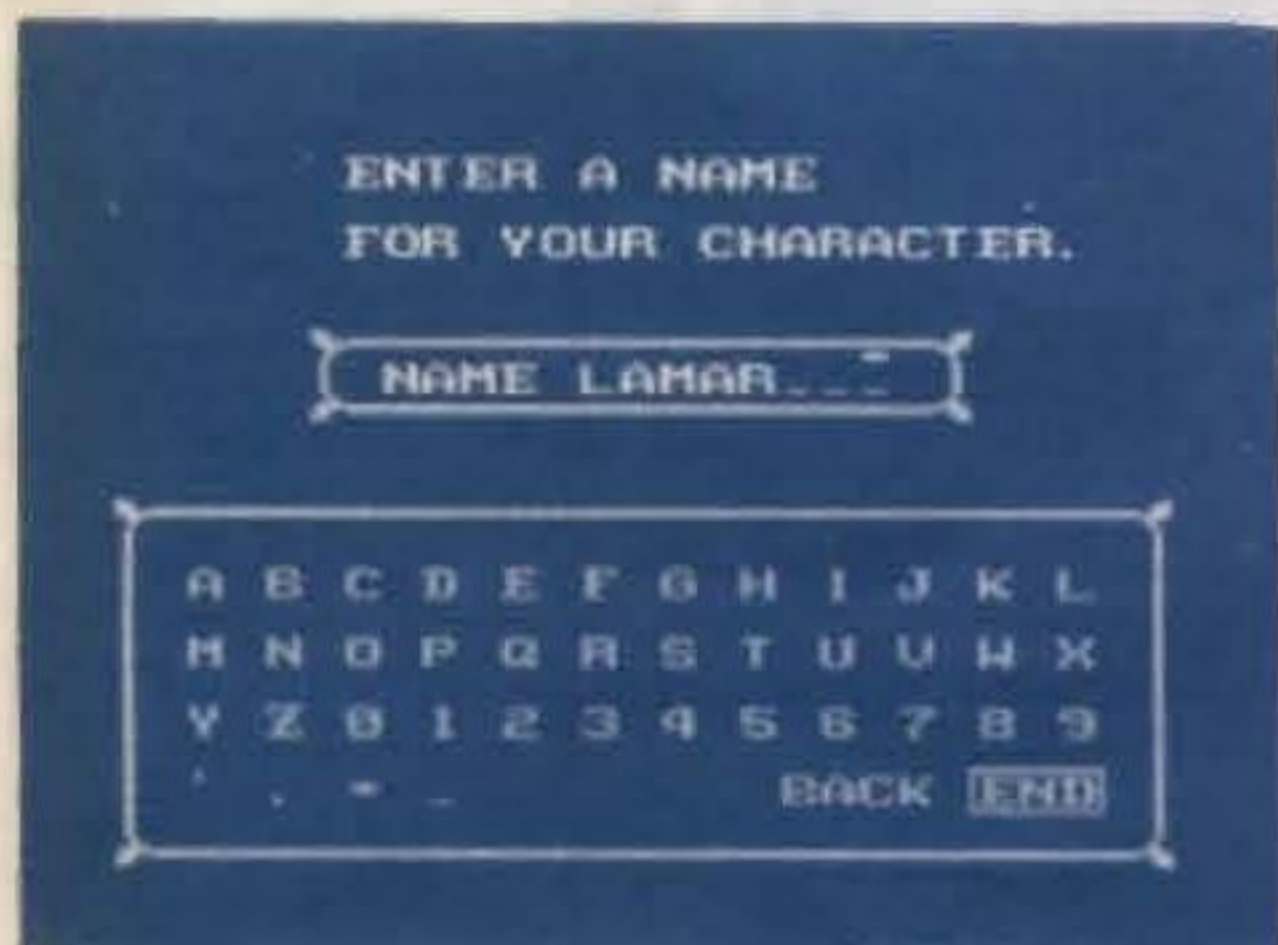 ENTER A NAME
FOR YOUR CHARACTER.
NAME LAMAR...
A B C D E F G H I J K L
M N O P Q R S T U V W X
Y Z 0 1 2 3 4 5 6 7 8 9
' . - _ BACK END